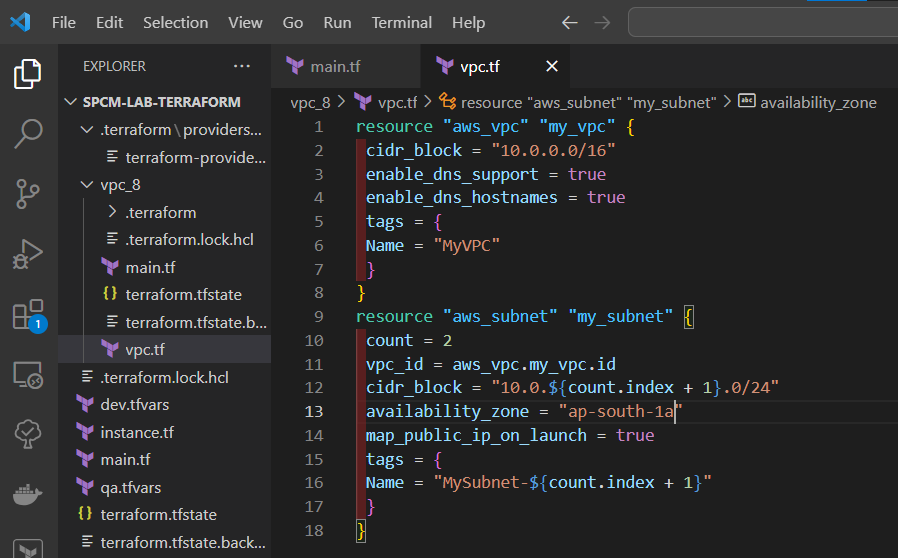 File Edit Selection View Go Run Terminal Help
EXPLORER ...
main.tf
vpc.tf
SPCM-LAB-TERRAFORM
.terraform\providers...
terraform-provide...
vpc_8
.terraform
.terraform.lock.hcl
main.tf
terraform.tfstate
terraform.tfstate.b...
vpc.tf
.terraform.lock.hcl
dev.tfvars
instance.tf
main.tf
qa.tfvars
terraform.tfstate
terraform.tfstate.back...
1
vpc_8 > vpc.tf > resource "aws_subnet" "my_subnet" > abc availability_zone
1 resource "aws_vpc" "my_vpc" {
2 cidr_block = "10.0.0.0/16"
3 enable_dns_support = true
4 enable_dns_hostnames = true
5 tags = {
6 Name = "MyVPC"
7 }
8 }
9 resource "aws_subnet" "my_subnet" {
10 count = 2
11 vpc_id = aws_vpc.my_vpc.id
12 cidr_block = "10.0.${count.index + 1}.0/24"
13 availability_zone = "ap-south-1a"
14 map_public_ip_on_launch = true
15 tags = {
16 Name = "MySubnet-${count.index + 1}"
17 }
18 }